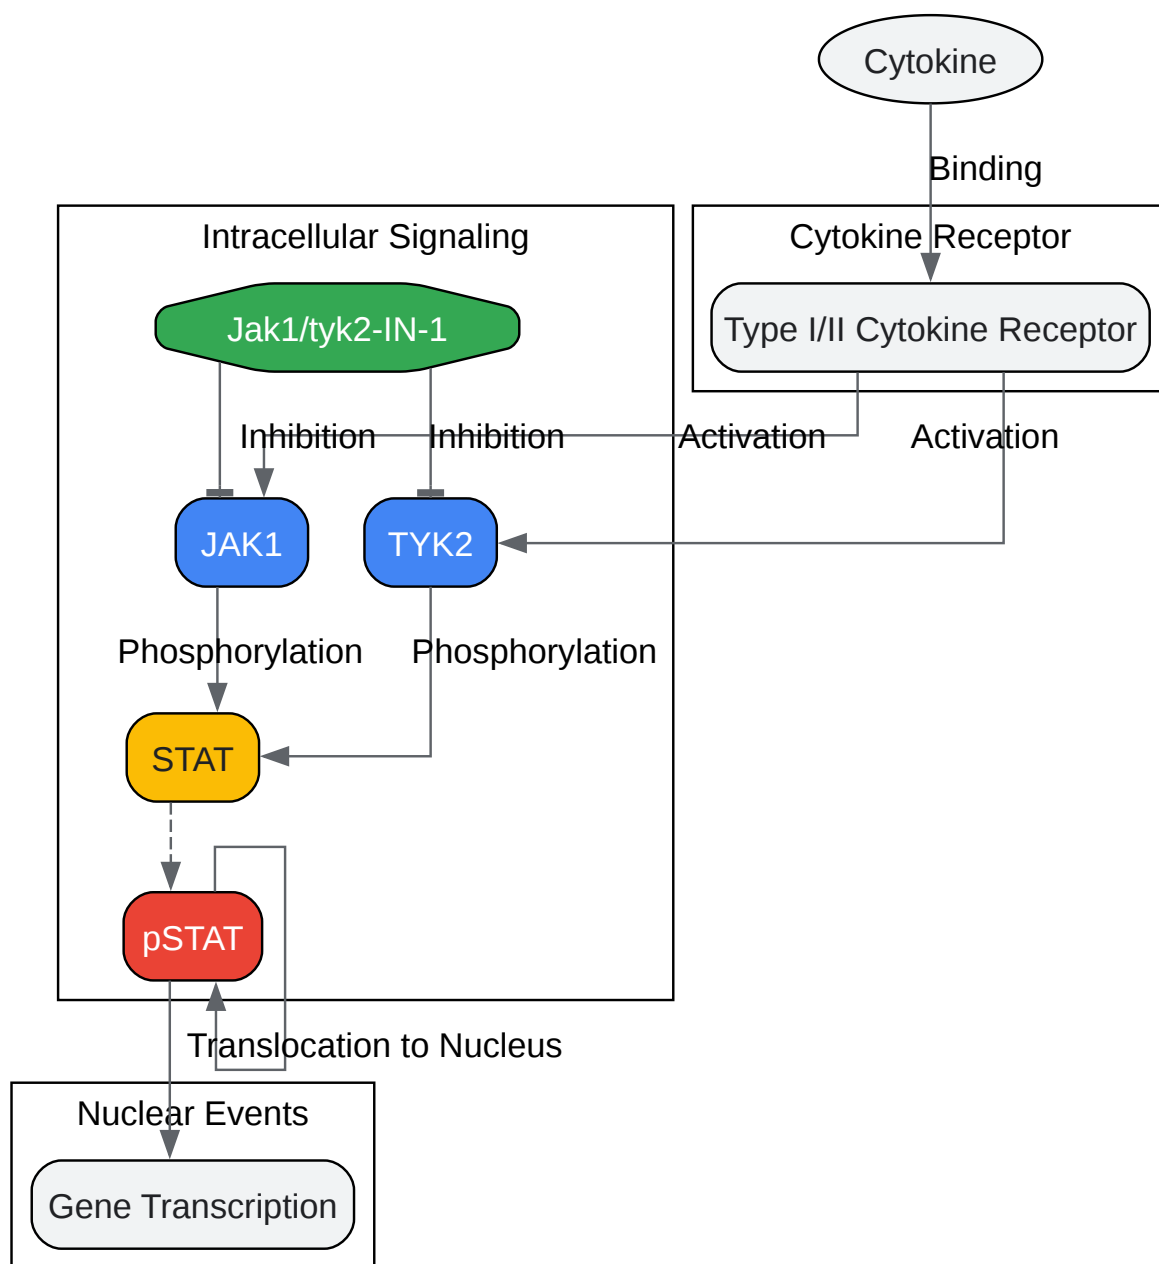 Cytokine
Binding
Intracellular Signaling
Cytokine Receptor
Jak1/tyk2-IN-1
Type I/II Cytokine Receptor
Inhibition
Inhibition
Activation
Activation
JAK1
TYK2
Phosphorylation
Phosphorylation
STAT
pSTAT
Translocation to Nucleus
Nuclear Events
Gene Transcription